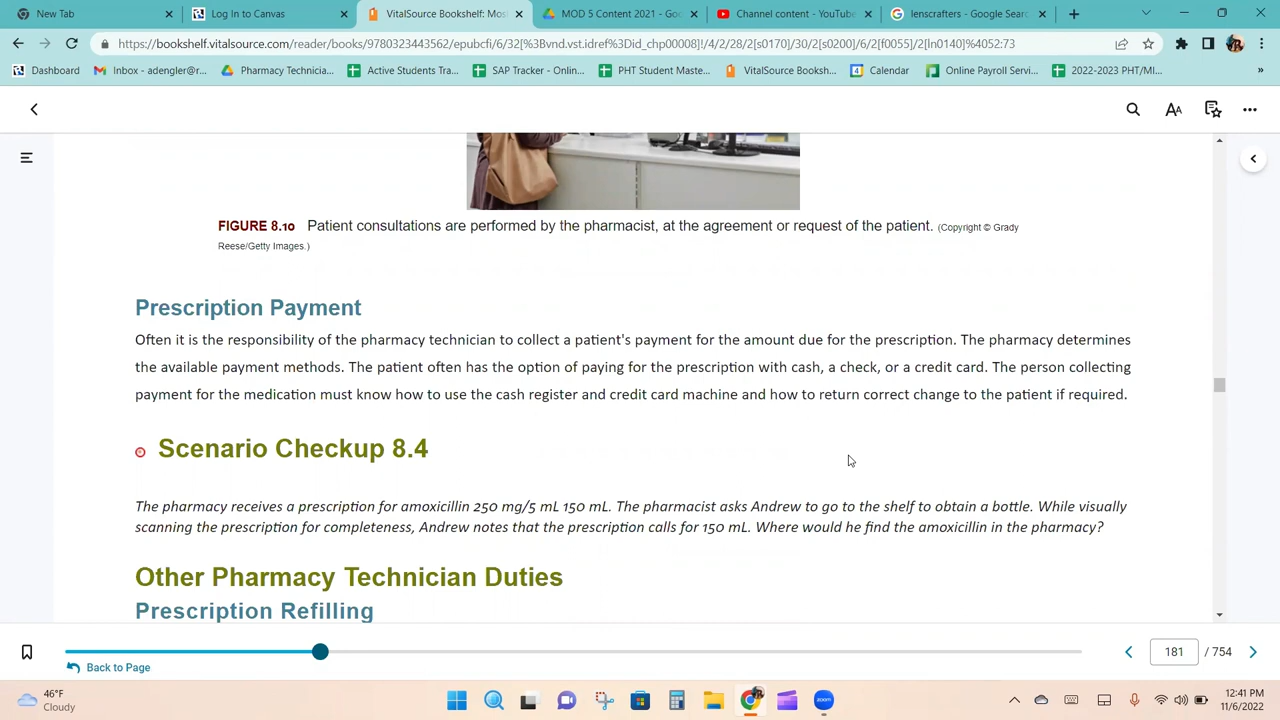 New Tab
Log In to Canvas
VitalSource Bookshelf: Mos
MOD 5 Content 2021 - Goo
Channel content - YouTube
lenscrafters - Google Searc
https://bookshelf.vitalsource.com/reader/books/9780323443562/epubcfi/6/32[%3Bvnd.vst.idref%3Did_chp00008]!/4/2/28/2[s0170]/30/2[s0200]/6/2[f0055]/2[ln0140]%4052:73
Dashboard
Inbox - adengler@r...
Pharmacy Technicia...
Active Students Tra...
SAP Tracker - Onlin...
PHT Student Maste...
VitalSource Booksh...
Calendar
Online Payroll Servi...
2022-2023 PHT/MI...
FIGURE 8.10 Patient consultations are performed by the pharmacist, at the agreement or request of the patient. (Copyright © Grady
Reese/Getty Images.)
Prescription Payment
Often it is the responsibility of the pharmacy technician to collect a patient's payment for the amount due for the prescription. The pharmacy determines
the available payment methods. The patient often has the option of paying for the prescription with cash, a check, or a credit card. The person collecting
payment for the medication must know how to use the cash register and credit card machine and how to return correct change to the patient if required.
Scenario Checkup 8.4
The pharmacy receives a prescription for amoxicillin 250 mg/5 mL 150 mL. The pharmacist asks Andrew to go to the shelf to obtain a bottle. While visually
scanning the prescription for completeness, Andrew notes that the prescription calls for 150 mL. Where would he find the amoxicillin in the pharmacy?
Other Pharmacy Technician Duties
Prescription Refilling
181 / 754
Back to Page
46°F
Cloudy
zoom
12:41 PM
11/6/2022